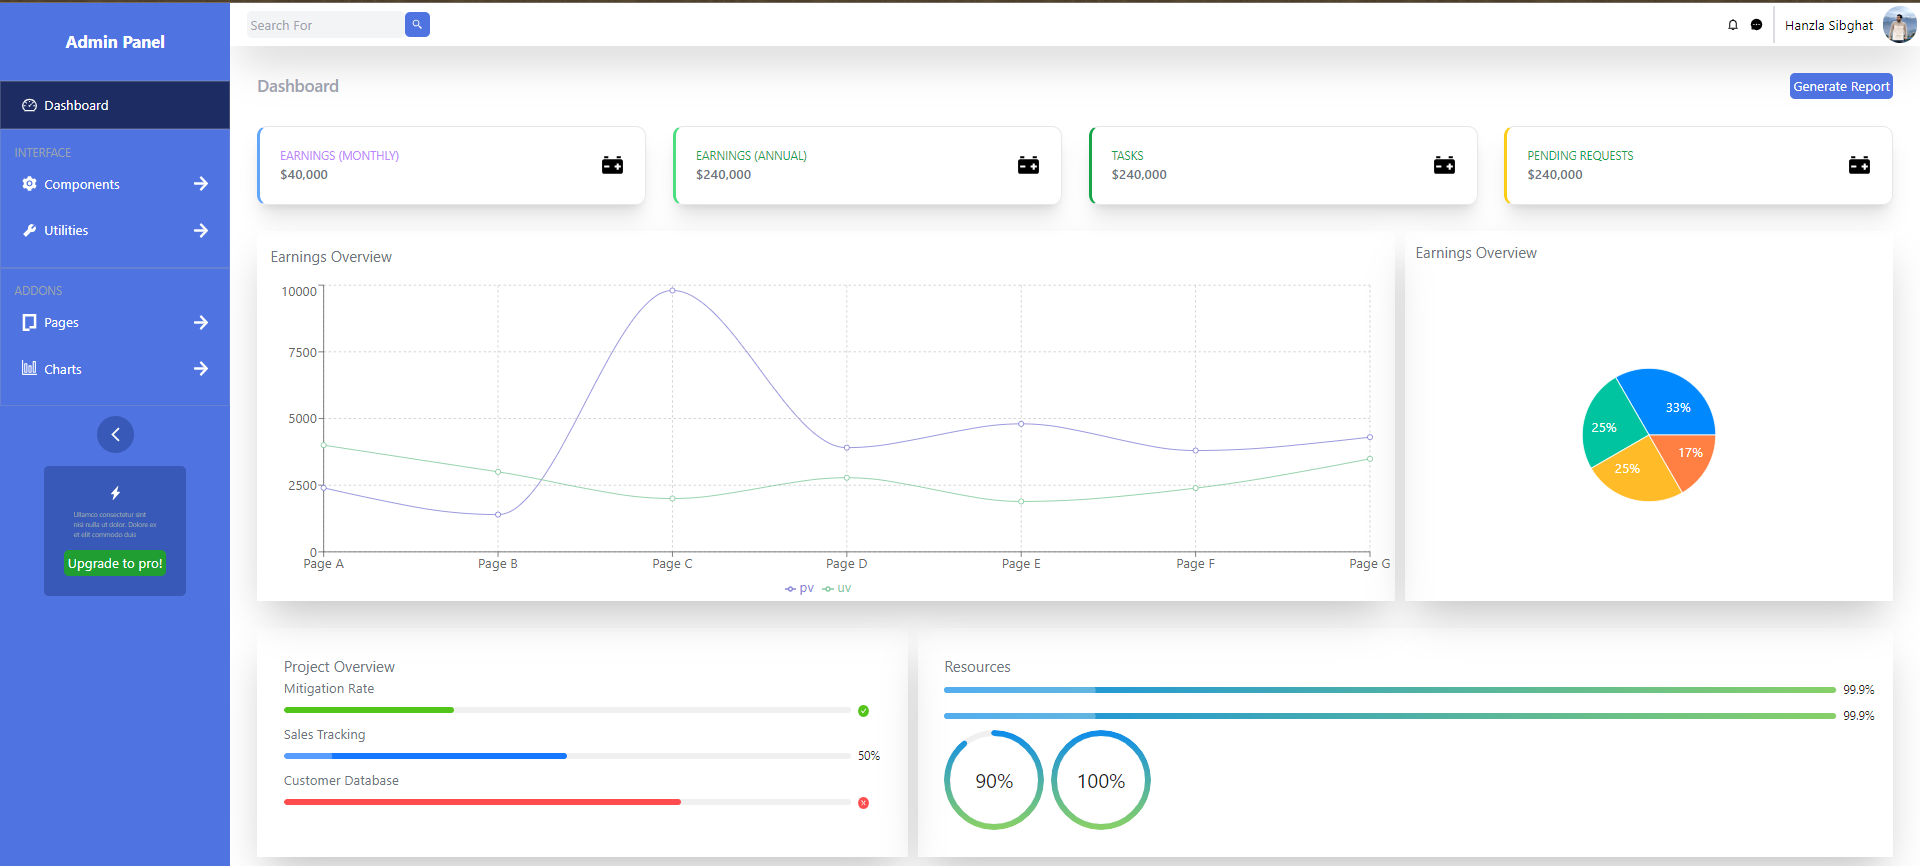 Admin Panel
Dashboard
INTERFACE
Components
Utilities
ADDONS
Pages
Charts
Ullamco consectetur sint
nisi nulla ut dolor. Dolore ex
et elit commodo duis
Upgrade to pro!
Search For
Hanzla Sibghat
Dashboard
Generate Report
EARNINGS (MONTHLY)
$40,000
EARNINGS (ANNUAL)
$240,000
TASKS
$240,000
PENDING REQUESTS
$240,000
Earnings Overview
10000
7500
5000
2500
0
Page A
Page B
Page C
Page D
Page E
Page F
Page G
pv
uv
Earnings Overview
33%
25%
17%
25%
Project Overview
Mitigation Rate
Sales Tracking
50%
Customer Database
Resources
99.9%
99.9%
90%
100%